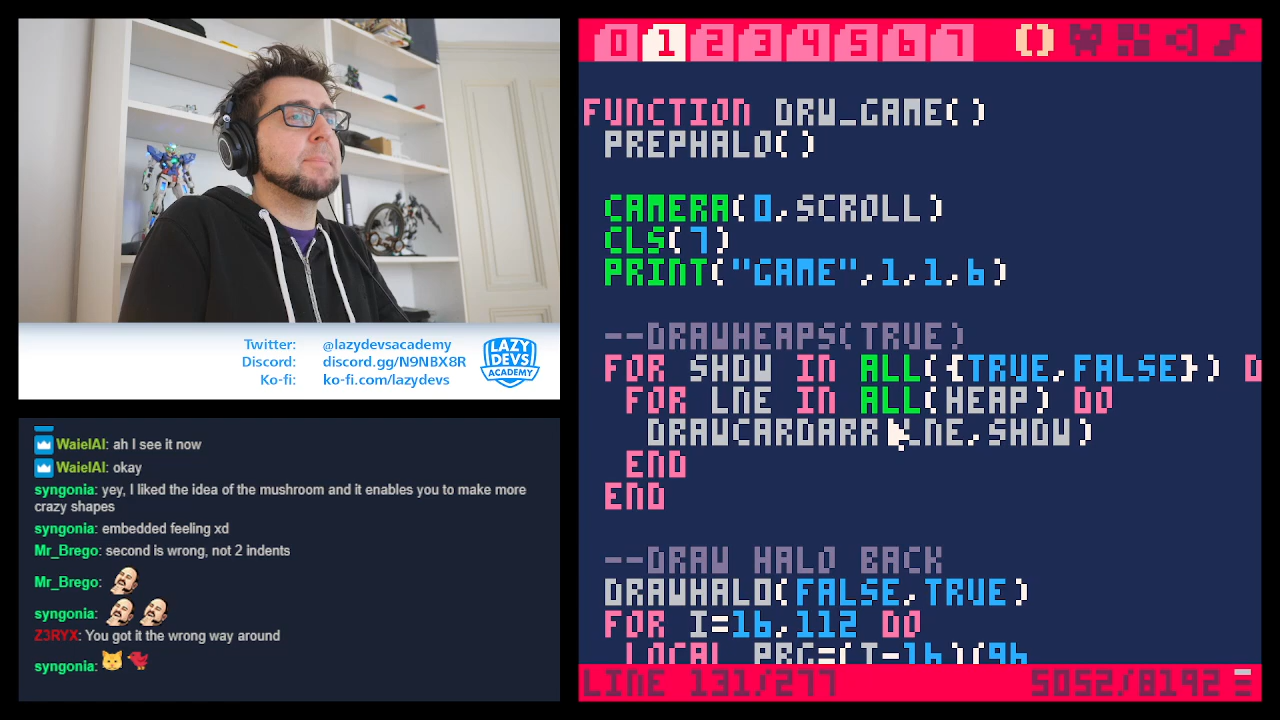 Twitter: @lazydevsacademy
Discord: discord.gg/N9NBX8R
Ko-fi: ko-fi.com/lazydevs
LAZY
DEVS
ACADEMY
WaielAI: ah I see it now
WaielAI: okay
syngonia: yey, I liked the idea of the mushroom and it enables you to make more
crazy shapes
syngonia: embedded feeling xd
Mr_Brego: second is wrong, not 2 indents
Mr_Brego:
syngonia:
Z3RYX: You got it the wrong way around
syngonia:
0 1 2 3 4 5 6 7 ()
FUNCTION DRW_GAME()
PREPHALO()
CAMERA(0,SCROLL)
CLS(7)
PRINT("GAME",1,1,6)
--DRAWHEAPS(TRUE)
FOR SHOW IN ALL({TRUE,FALSE}) D
FOR LNE IN ALL(HEAP) DO
DRAWCARDARR LNE,SHOW)
END
END
--DRAW HALO BACK
DRAWHALO(FALSE,TRUE)
FOR I=16,112 DO
LOCAL PRG=(I-16)/96
LINE 131/277
5052/8192